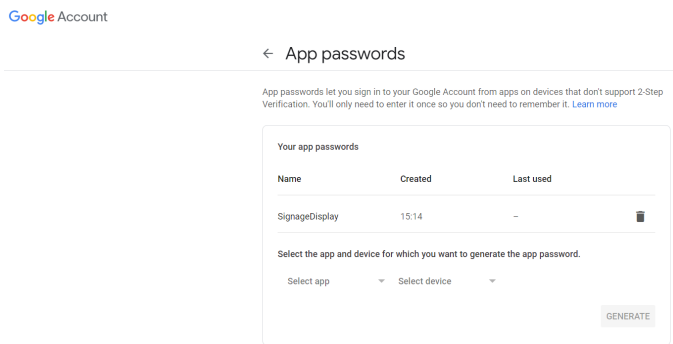 Google Account
App passwords
App passwords let you sign in to your Google Account from apps on devices that don't support 2-Step
Verification. You'll only need to enter it once so you don't need to remember it. Learn more
Your app passwords
Name Created Last used
SignageDisplay 15:14 –
Select the app and device for which you want to generate the app password.
Select app Select device
GENERATE